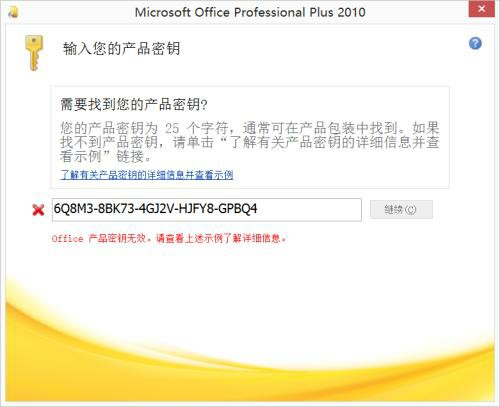 Microsoft Office Professional Plus 2010
输入您的产品密钥
需要找到您的产品密钥?
您的产品密钥为 25 个字符，通常可在产品包装中找到。如果
找不到产品密钥，请单击“了解有关产品密钥的详细信息并查
看示例”链接。
了解有关产品密钥的详细信息并查看示例
6Q8M3-8BK73-4GJ2V-HJFY8-GPBQ4
继续(C)
Office 产品密钥无效。请查看上述示例了解详细信息。